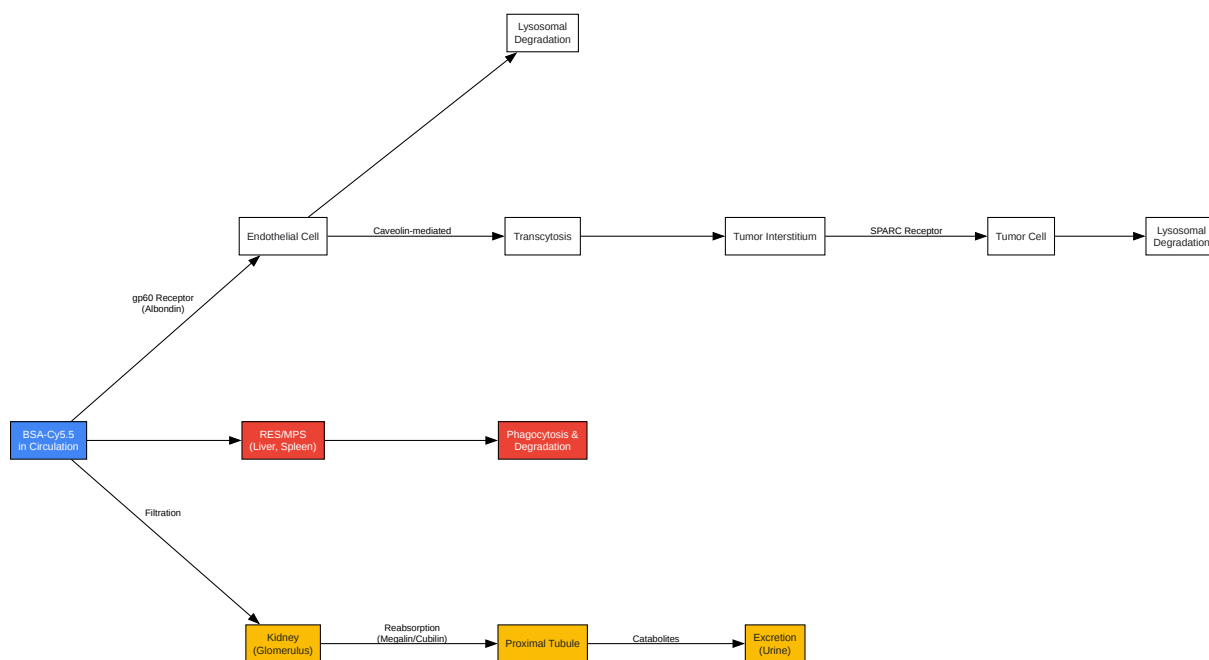 Lysosomal
Degradation
Endothelial Cell
Caveolin-mediated
Transcytosis
Tumor Interstitium
SPARC Receptor
Tumor Cell
Lysosomal
Degradation
gp60 Receptor
(Albondin)
BSA-Cy5.5
in Circulation
RES/MPS
(Liver, Spleen)
Phagocytosis &
Degradation
Filtration
Kidney
(Glomerulus)
Reabsorption
(Megalin/Cubilin)
Proximal Tubule
Catabolites
Excretion
(Urine)